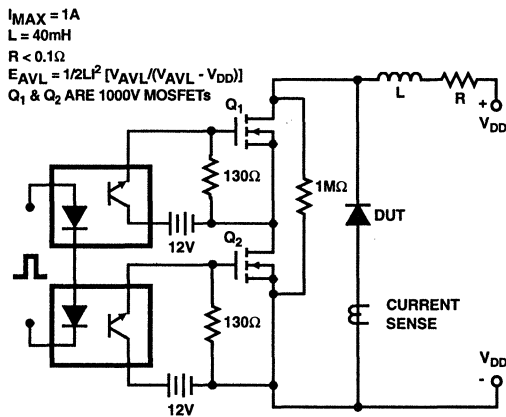 IMAX = 1A
L = 40mH
R < 0.1Ω
EAVL = 1/2LI² [VAVL/(VAVL - VDD)]
Q1 & Q2 ARE 1000V MOSFETs
Q1
L
R
+
VDD
130Ω
1MΩ
12V
DUT
Q2
130Ω
CURRENT
SENSE
VDD
-
12V